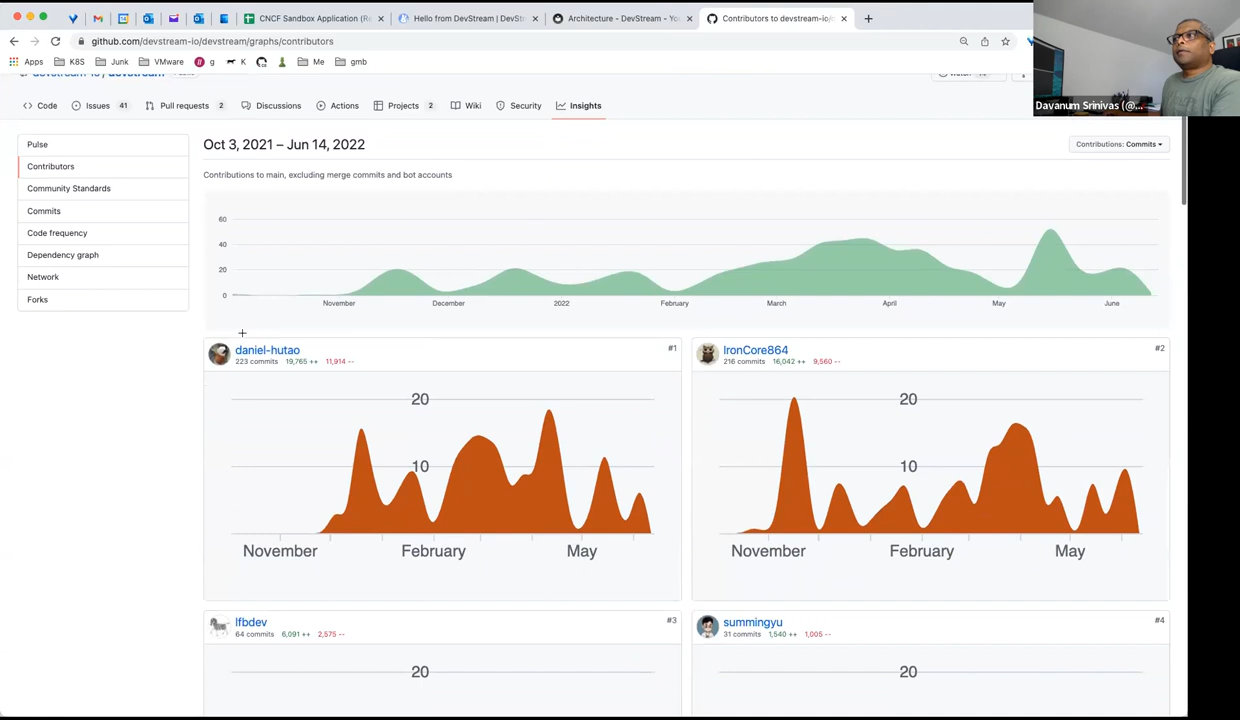 CNCF Sandbox Application (R
Hello from DevStream | DevStr
Architecture - DevStream - You
Contributors to devstream-io/d
github.com/devstream-io/devstream/graphs/contributors
Apps K8S Junk VMware g K Me gmb
Davanum Srinivas (@...
Code Issues 41 Pull requests 2 Discussions Actions Projects 2 Wiki Security Insights
Pulse
Contributors
Community Standards
Commits
Code frequency
Dependency graph
Network
Forks
Oct 3, 2021 – Jun 14, 2022
Contributions: Commits
Contributions to main, excluding merge commits and bot accounts
60
40
20
0
November December 2022 February March April May June
daniel-hutao #1
223 commits 19,765 ++ 11,914 --
20
10
November February May
IronCore864 #2
216 commits 16,042 ++ 9,560 --
20
10
November February May
lfbdev #3
64 commits 6,091 ++ 2,575 --
20
summingyu #4
31 commits 1,540 ++ 1,005 --
20